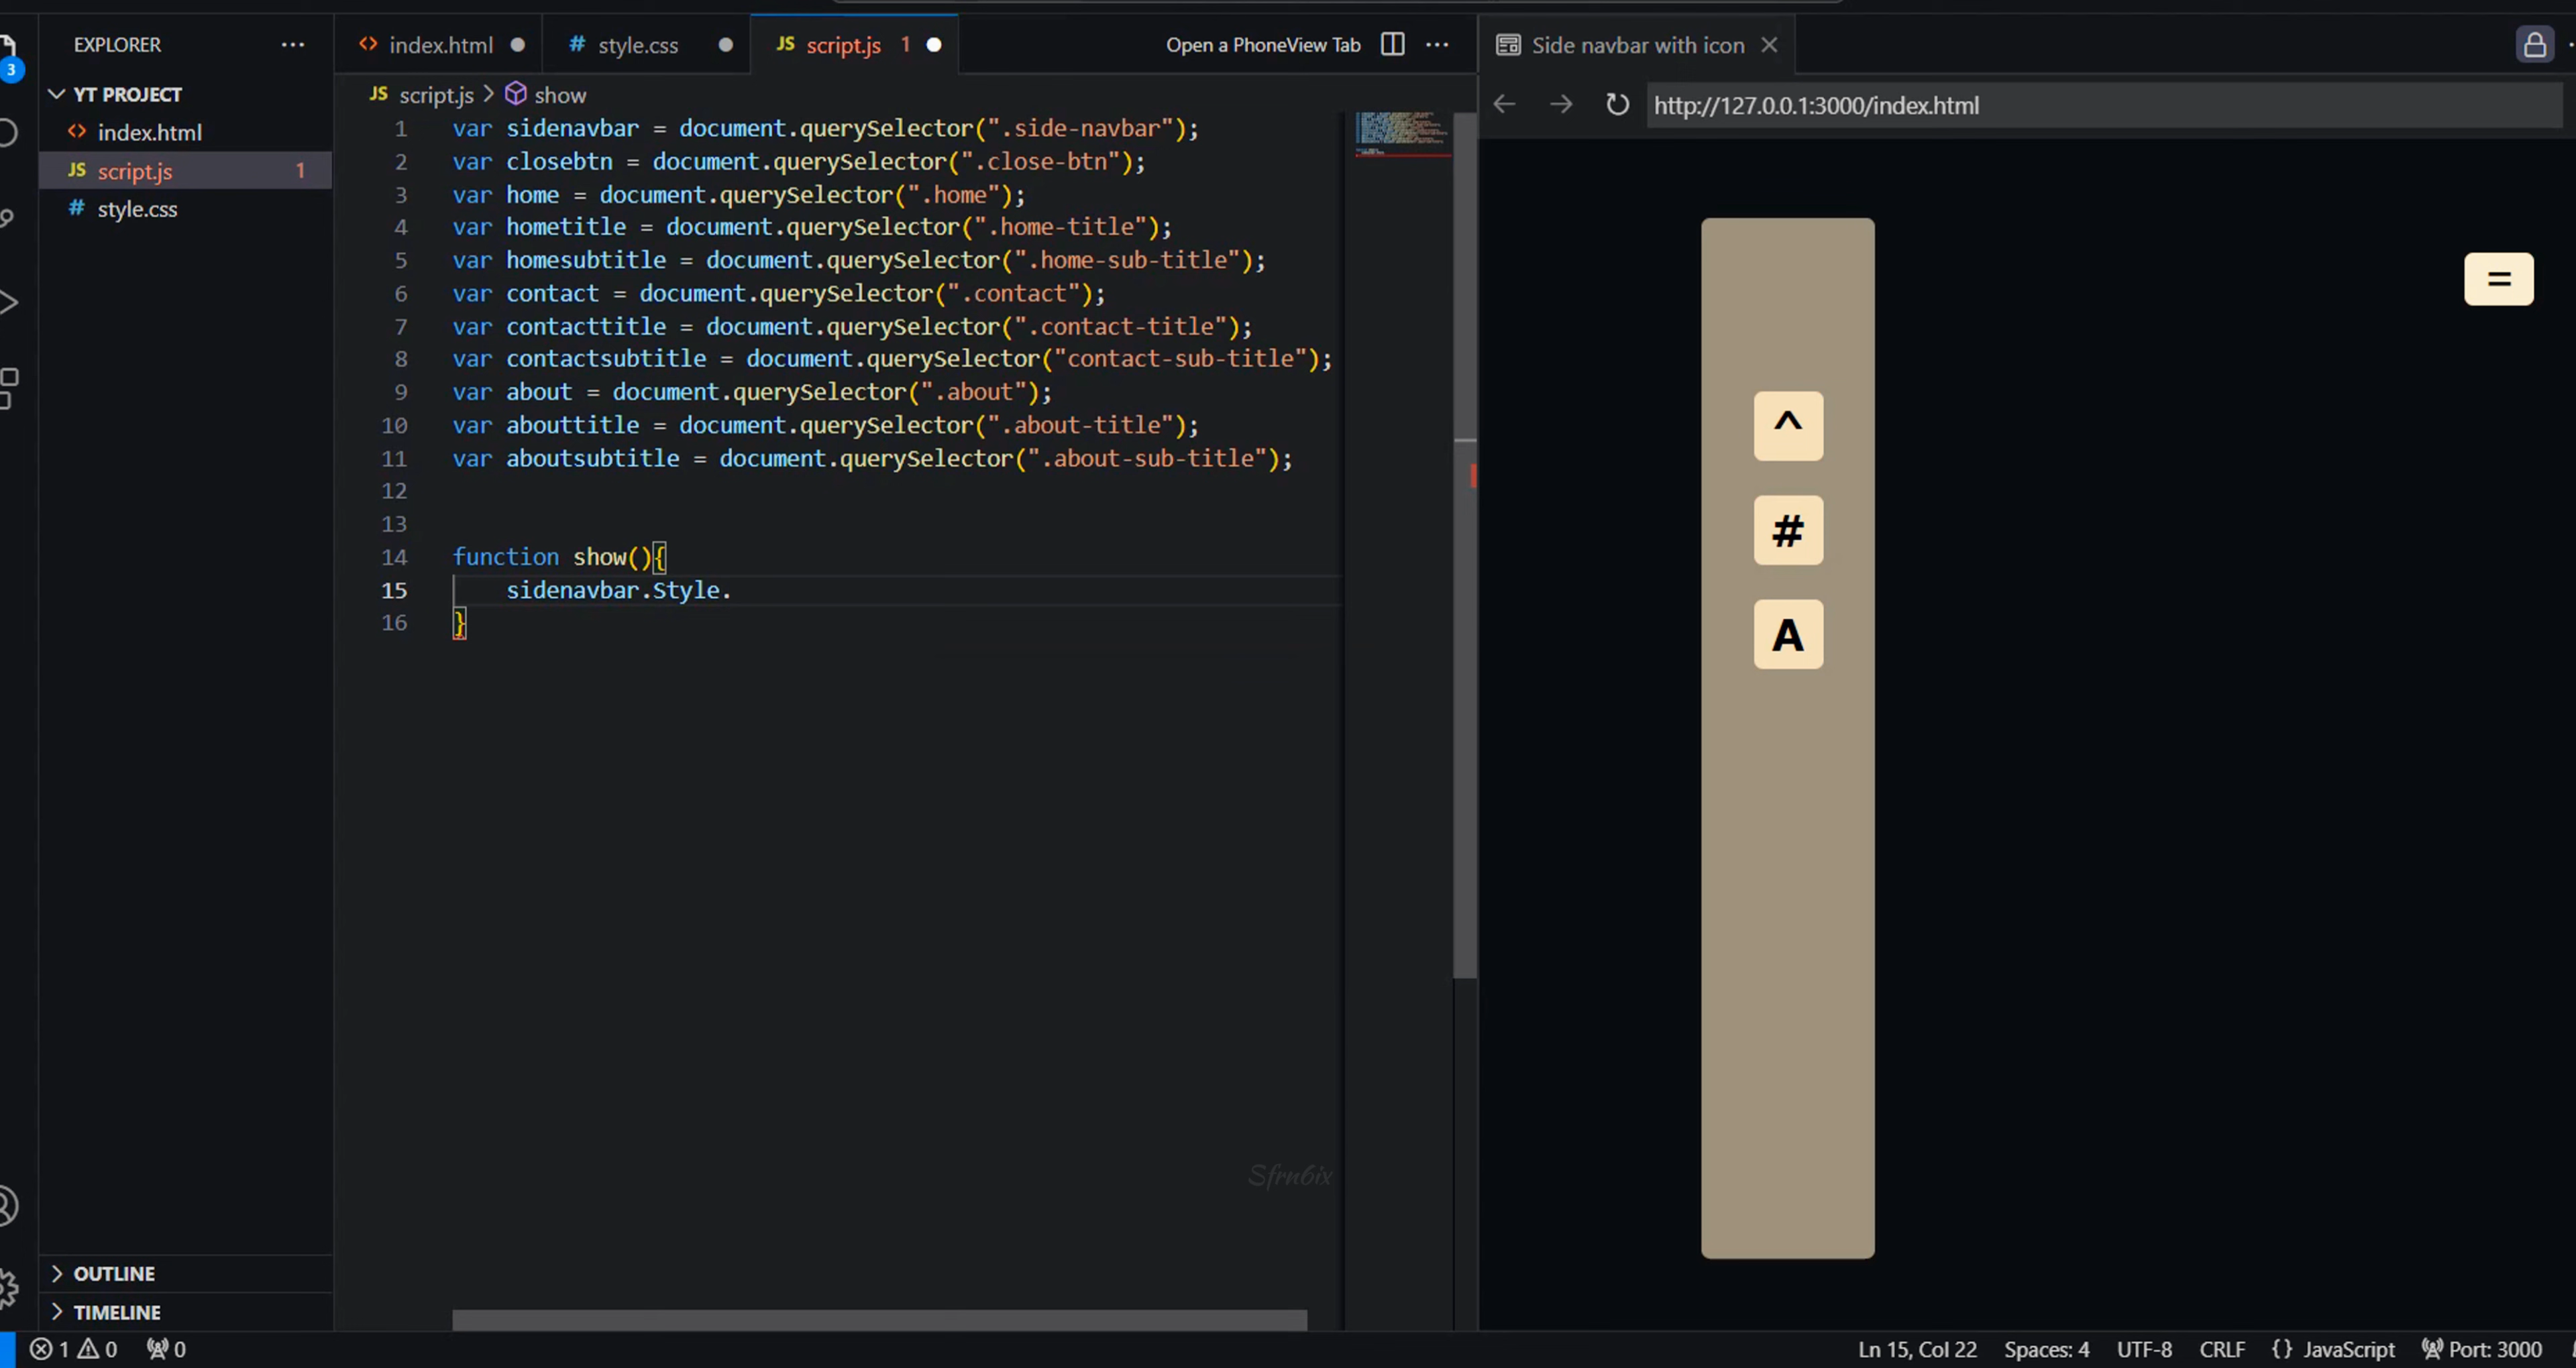 EXPLORER
3
YT PROJECT
index.html
JS script.js 1
# style.css
OUTLINE
TIMELINE
<> index.html
# style.css
JS script.js 1
Open a PhoneView Tab
JS script.js > show
1 var sidenavbar = document.querySelector(".side-navbar");
2 var closebtn = document.querySelector(".close-btn");
3 var home = document.querySelector(".home");
4 var hometitle = document.querySelector(".home-title");
5 var homesubtitle = document.querySelector(".home-sub-title");
6 var contact = document.querySelector(".contact");
7 var contacttitle = document.querySelector(".contact-title");
8 var contactsubtitle = document.querySelector("contact-sub-title");
9 var about = document.querySelector(".about");
10 var abouttitle = document.querySelector(".about-title");
11 var aboutsubtitle = document.querySelector(".about-sub-title");
12
13
14 function show(){
15 sidenavbar.Style.
16 }
Sfrn6ix
Side navbar with icon
http://127.0.0.1:3000/index.html
=
^
#
A
1 0 0
Ln 15, Col 22 Spaces: 4 UTF-8 CRLF {} JavaScript Port: 3000